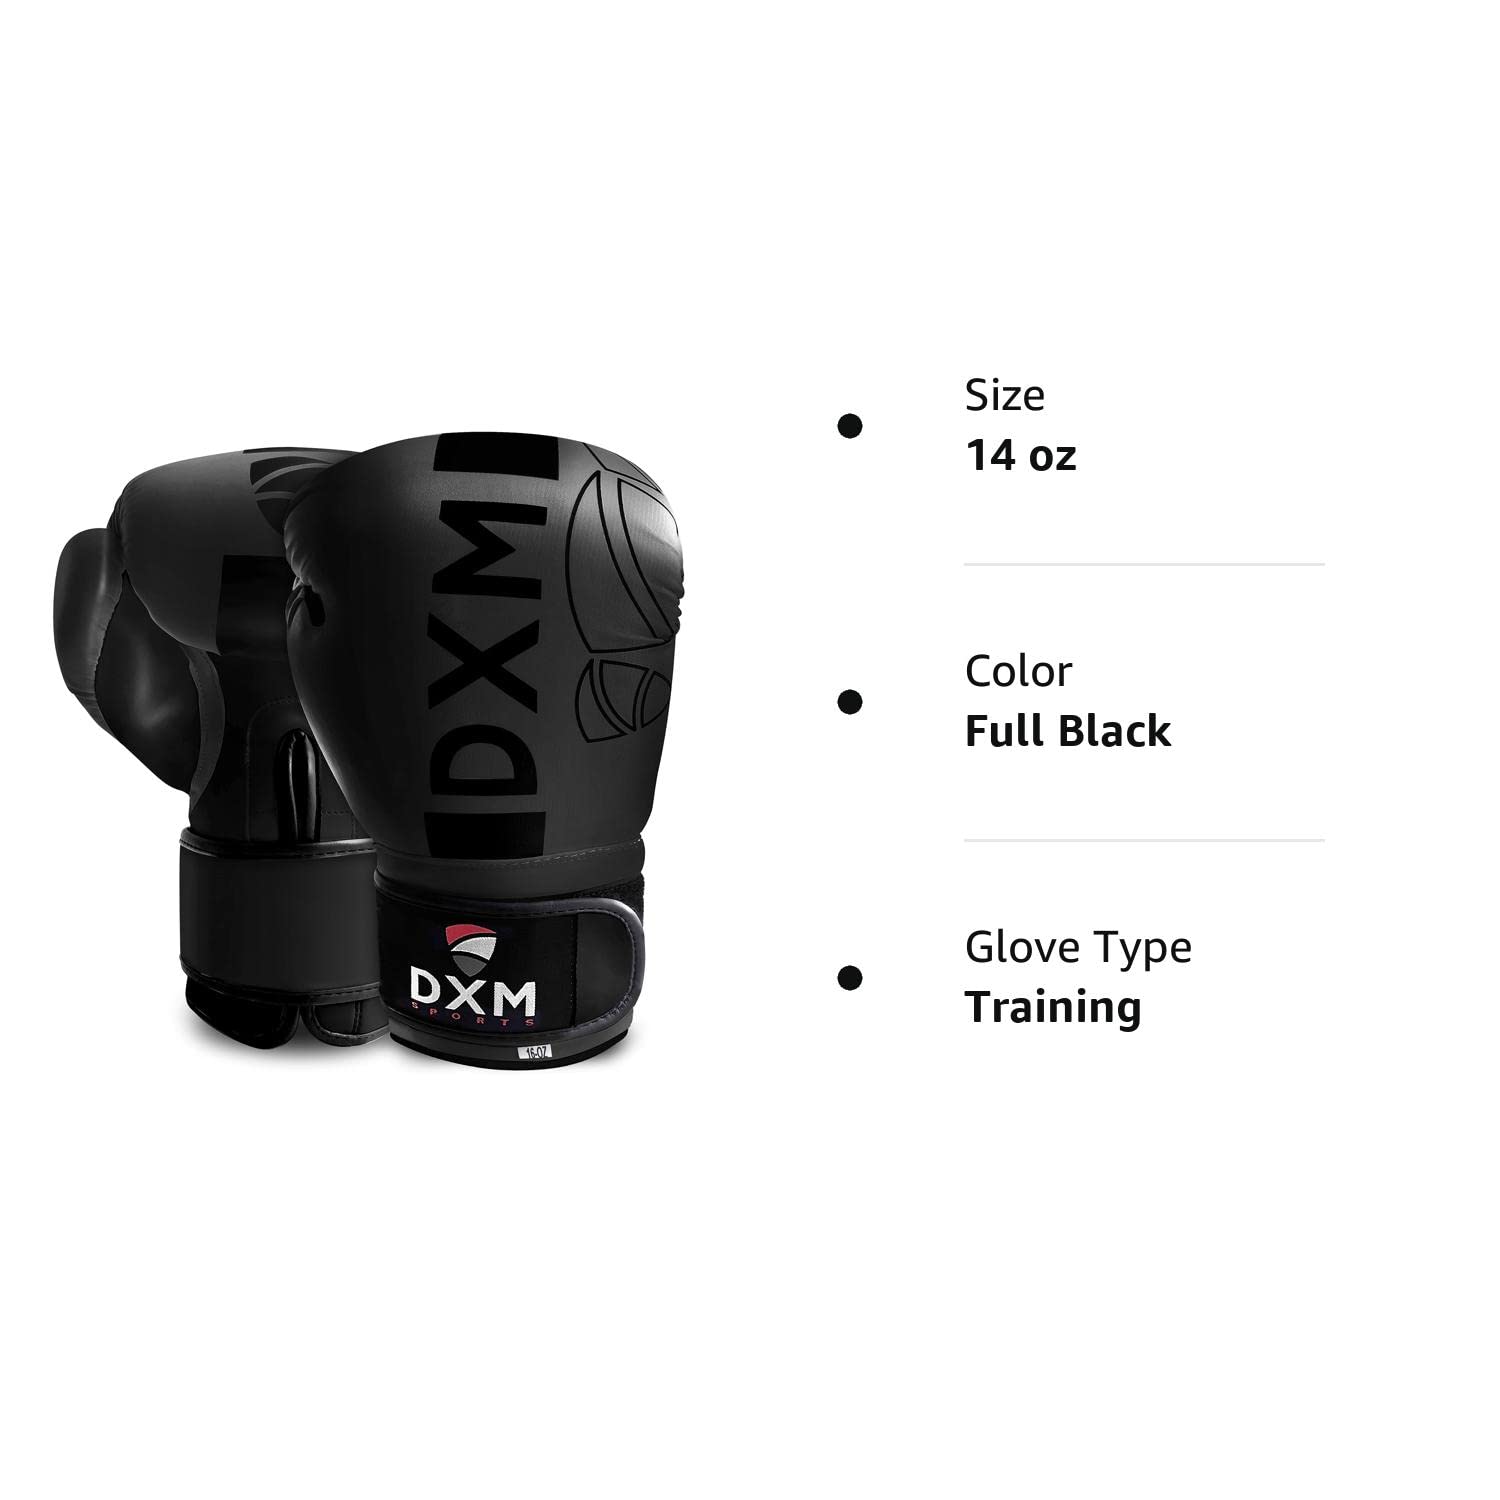 DXM
DXM
SPORTS
16-OZ
Size
14 oz
Color
Full Black
Glove Type
Training